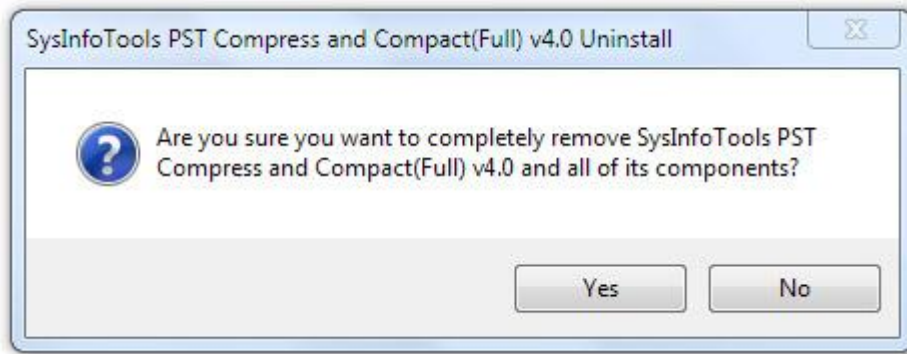 SysInfoTools PST Compress and Compact(Full) v4.0 Uninstall
Are you sure you want to completely remove SysInfoTools PST
Compress and Compact(Full) v4.0 and all of its components?
Yes No